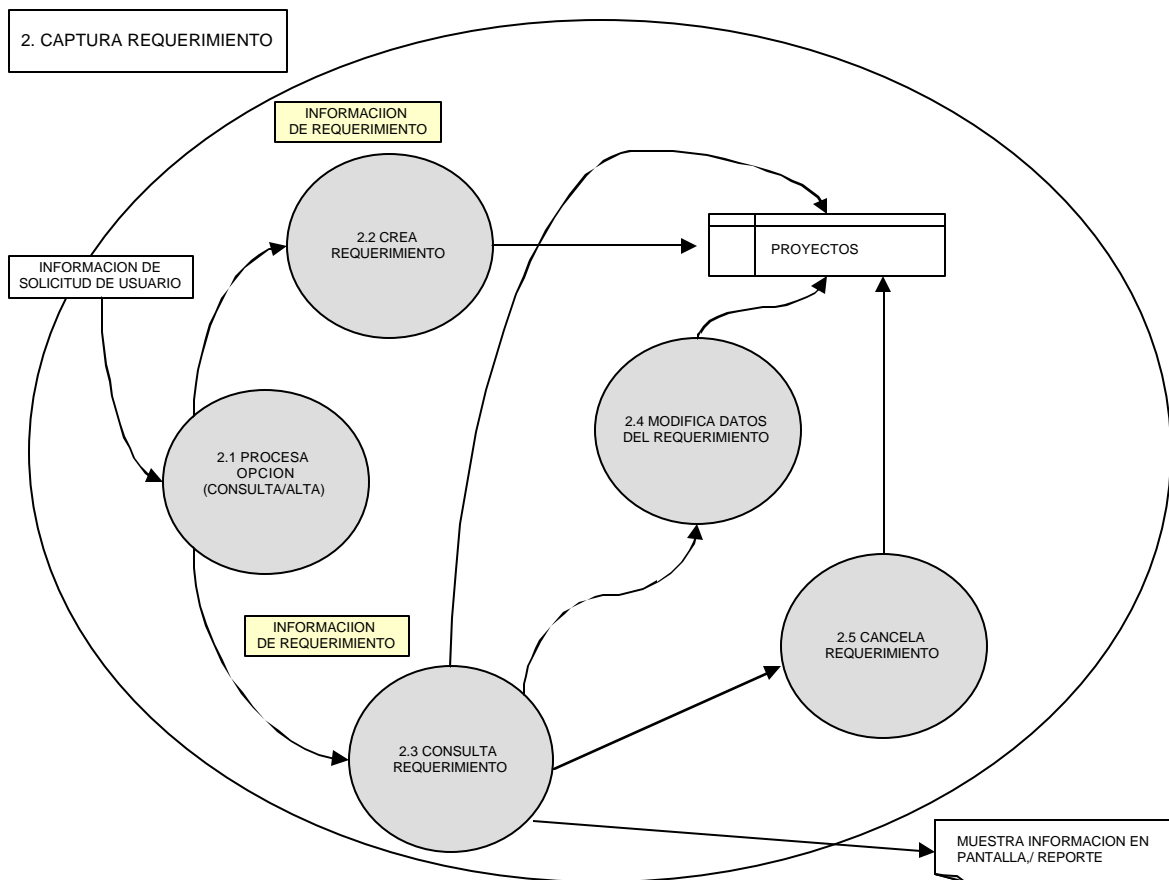 2. CAPTURA REQUERIMIENTO
INFORMACIION
DE REQUERIMIENTO
2.2 CREA
REQUERIMIENTO
PROYECTOS
INFORMACION DE
SOLICITUD DE USUARIO
2.4 MODIFICA DATOS
DEL REQUERIMIENTO
2.1 PROCESA
OPCION
(CONSULTA/ALTA)
INFORMACIION
DE REQUERIMIENTO
2.5 CANCELA
REQUERIMIENTO
2.3 CONSULTA
REQUERIMIENTO
MUESTRA INFORMACION EN
PANTALLA,/ REPORTE